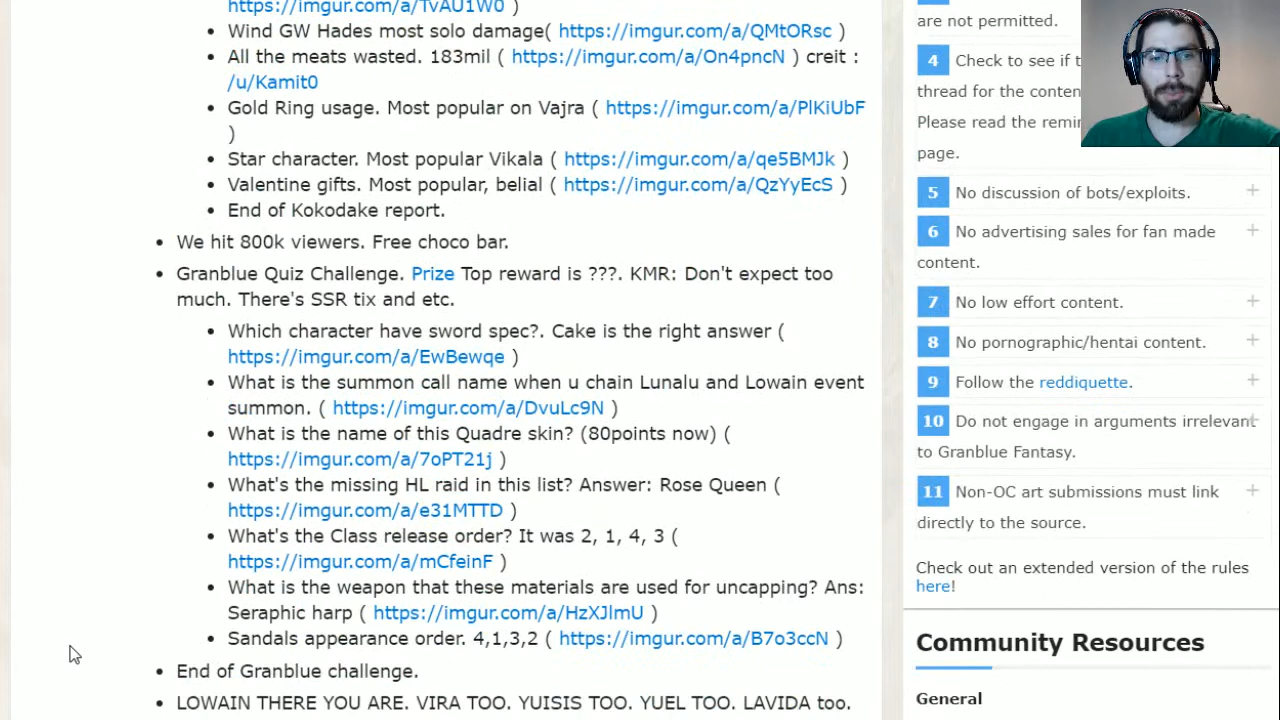 https://imgur.com/a/TvAU1W0 )
Wind GW Hades most solo damage( https://imgur.com/a/QMtORsc )
All the meats wasted. 183mil ( https://imgur.com/a/On4pncN ) creit :
/u/Kamit0
Gold Ring usage. Most popular on Vajra ( https://imgur.com/a/PlKiUbF
)
Star character. Most popular Vikala ( https://imgur.com/a/qe5BMJk )
Valentine gifts. Most popular, belial ( https://imgur.com/a/QzYyEcS )
End of Kokodake report.
We hit 800k viewers. Free choco bar.
Granblue Quiz Challenge. Prize Top reward is ???. KMR: Don't expect too
much. There's SSR tix and etc.
Which character have sword spec?. Cake is the right answer (
https://imgur.com/a/EwBewqe )
What is the summon call name when u chain Lunalu and Lowain event
summon. ( https://imgur.com/a/DvuLc9N )
What is the name of this Quadre skin? (80points now) (
https://imgur.com/a/7oPT21j )
What's the missing HL raid in this list? Answer: Rose Queen (
https://imgur.com/a/e31MTTD )
What's the Class release order? It was 2, 1, 4, 3 (
https://imgur.com/a/mCfeinF )
What is the weapon that these materials are used for uncapping? Ans:
Seraphic harp ( https://imgur.com/a/HzXJlmU )
Sandals appearance order. 4,1,3,2 ( https://imgur.com/a/B7o3ccN )
End of Granblue challenge.
LOWAIN THERE YOU ARE. VIRA TOO. YUISIS TOO. YUEL TOO. LAVIDA too.
are not permitted.
4 Check to see if t
thread for the conten
Please read the remir
page.
5 No discussion of bots/exploits. +
6 No advertising sales for fan made +
content.
7 No low effort content. +
8 No pornographic/hentai content. +
9 Follow the reddiquette. +
10 Do not engage in arguments irrelevant +
to Granblue Fantasy.
11 Non-OC art submissions must link +
directly to the source.
Check out an extended version of the rules
here!
Community Resources
General